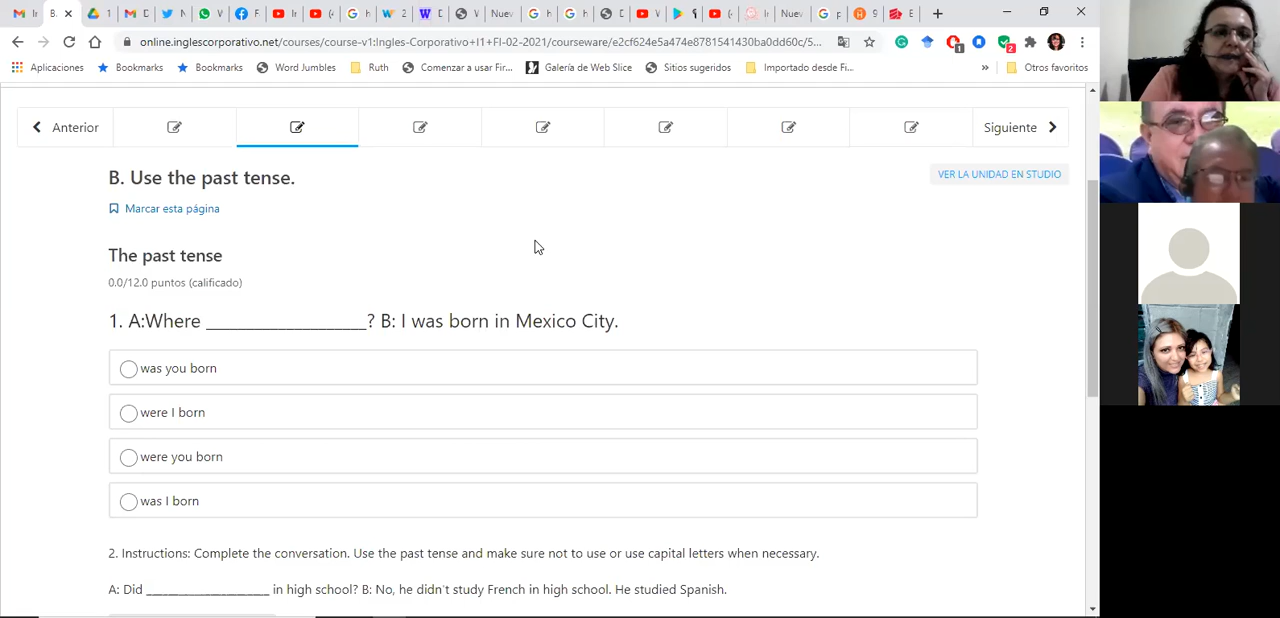 online.inglescorporativo.net/courses/course-v1:Ingles-Corporativo+I1+FI-02-2021/courseware/e2cf624e5a474e8781541430ba0dd60c/5...
Aplicaciones Bookmarks Bookmarks Word Jumbles Ruth Comenzar a usar Fir... Galería de Web Slice Sitios sugeridos Importado desde Fi... » Otros favoritos
Anterior Siguiente
B. Use the past tense.
VER LA UNIDAD EN STUDIO
Marcar esta página
The past tense
0.0/12.0 puntos (calificado)
1. A:Where __________________? B: I was born in Mexico City.
was you born
were I born
were you born
was I born
2. Instructions: Complete the conversation. Use the past tense and make sure not to use or use capital letters when necessary.
A: Did ____________________ in high school? B: No, he didn't study French in high school. He studied Spanish.